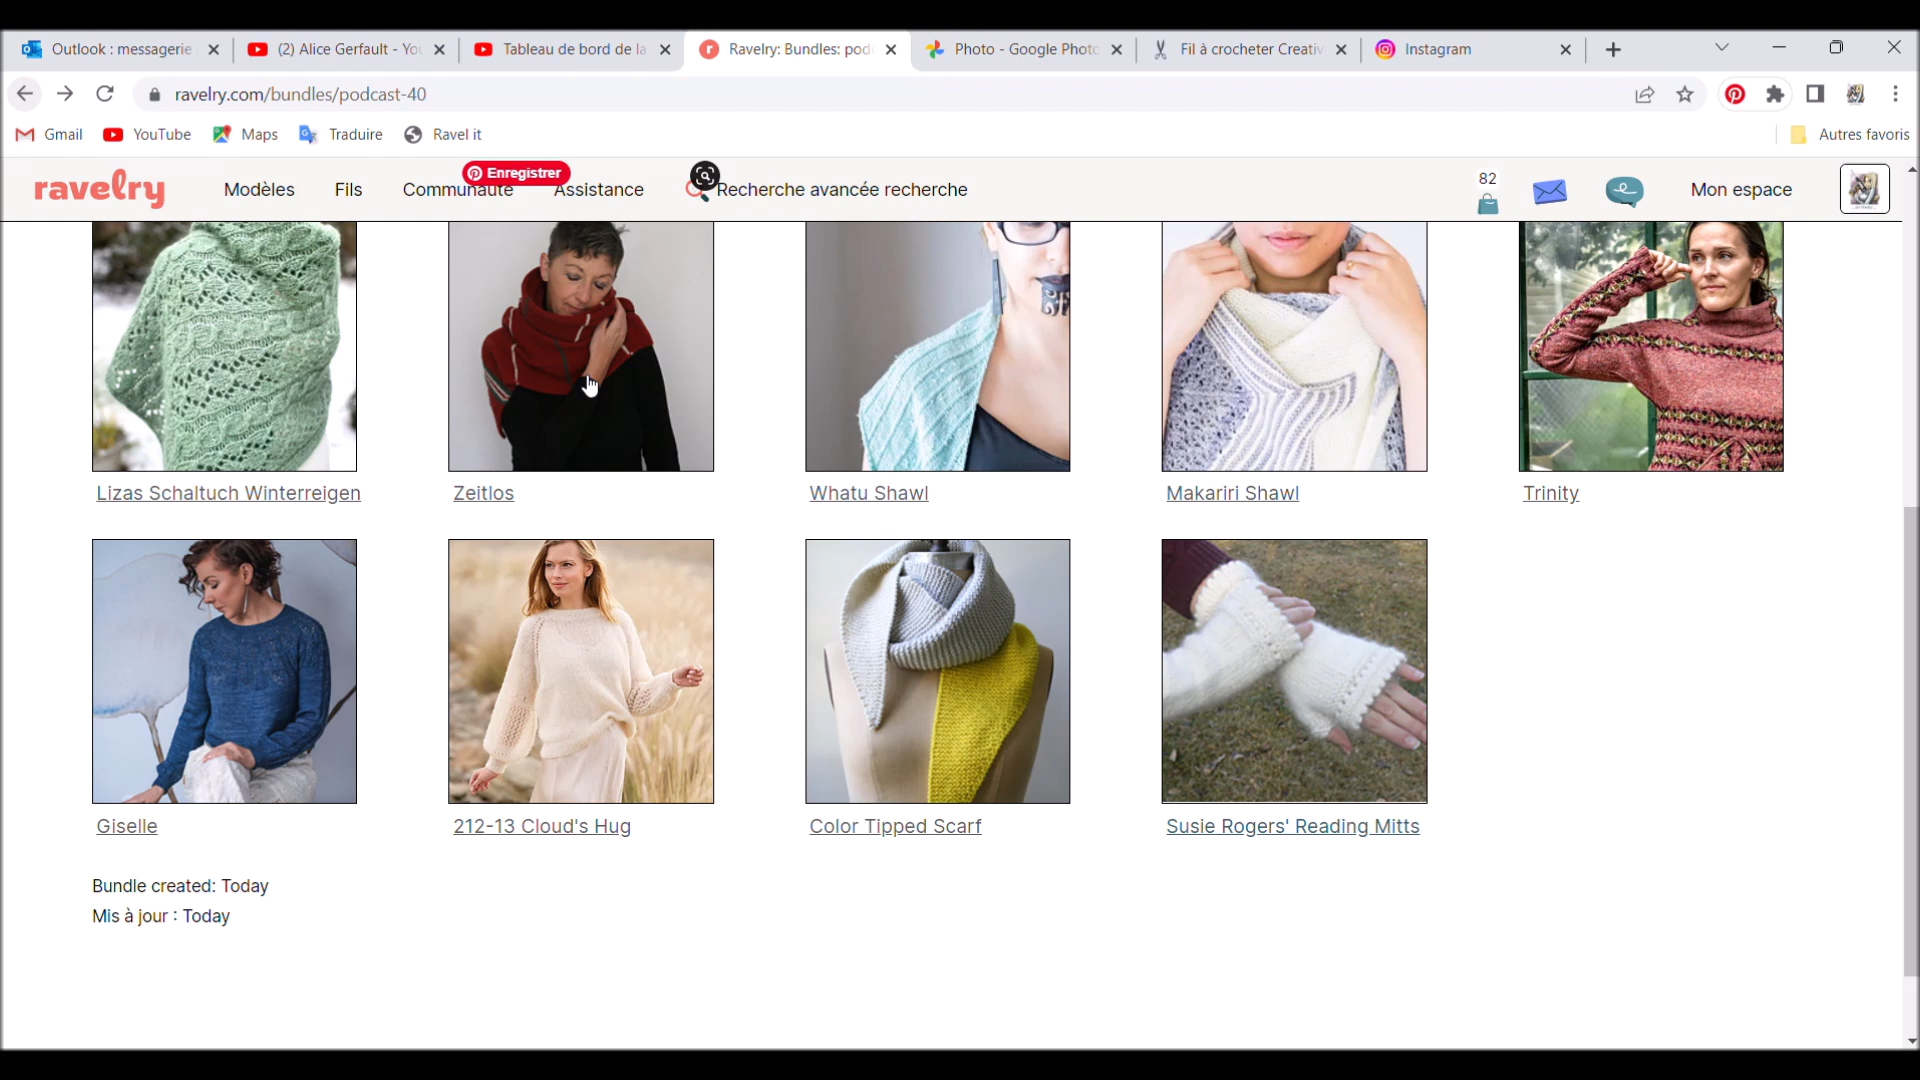 Outlook : messagerie
(2) Alice Gerfault - You
Tableau de bord de la
Ravelry: Bundles: pod
Photo - Google Photo
Fil à crocheter Creativ
Instagram
ravelry.com/bundles/podcast-40
Gmail
YouTube
Maps
Traduire
Ravel it
Autres favoris
ravelry
Modèles
Fils
Communauté
Enregistrer
Assistance
Recherche avancée recherche
82
Mon espace
Lizas Schaltuch Winterreigen
Zeitlos
Whatu Shawl
Makariri Shawl
Trinity
Giselle
212-13 Cloud's Hug
Color Tipped Scarf
Susie Rogers' Reading Mitts
Bundle created: Today
Mis à jour : Today